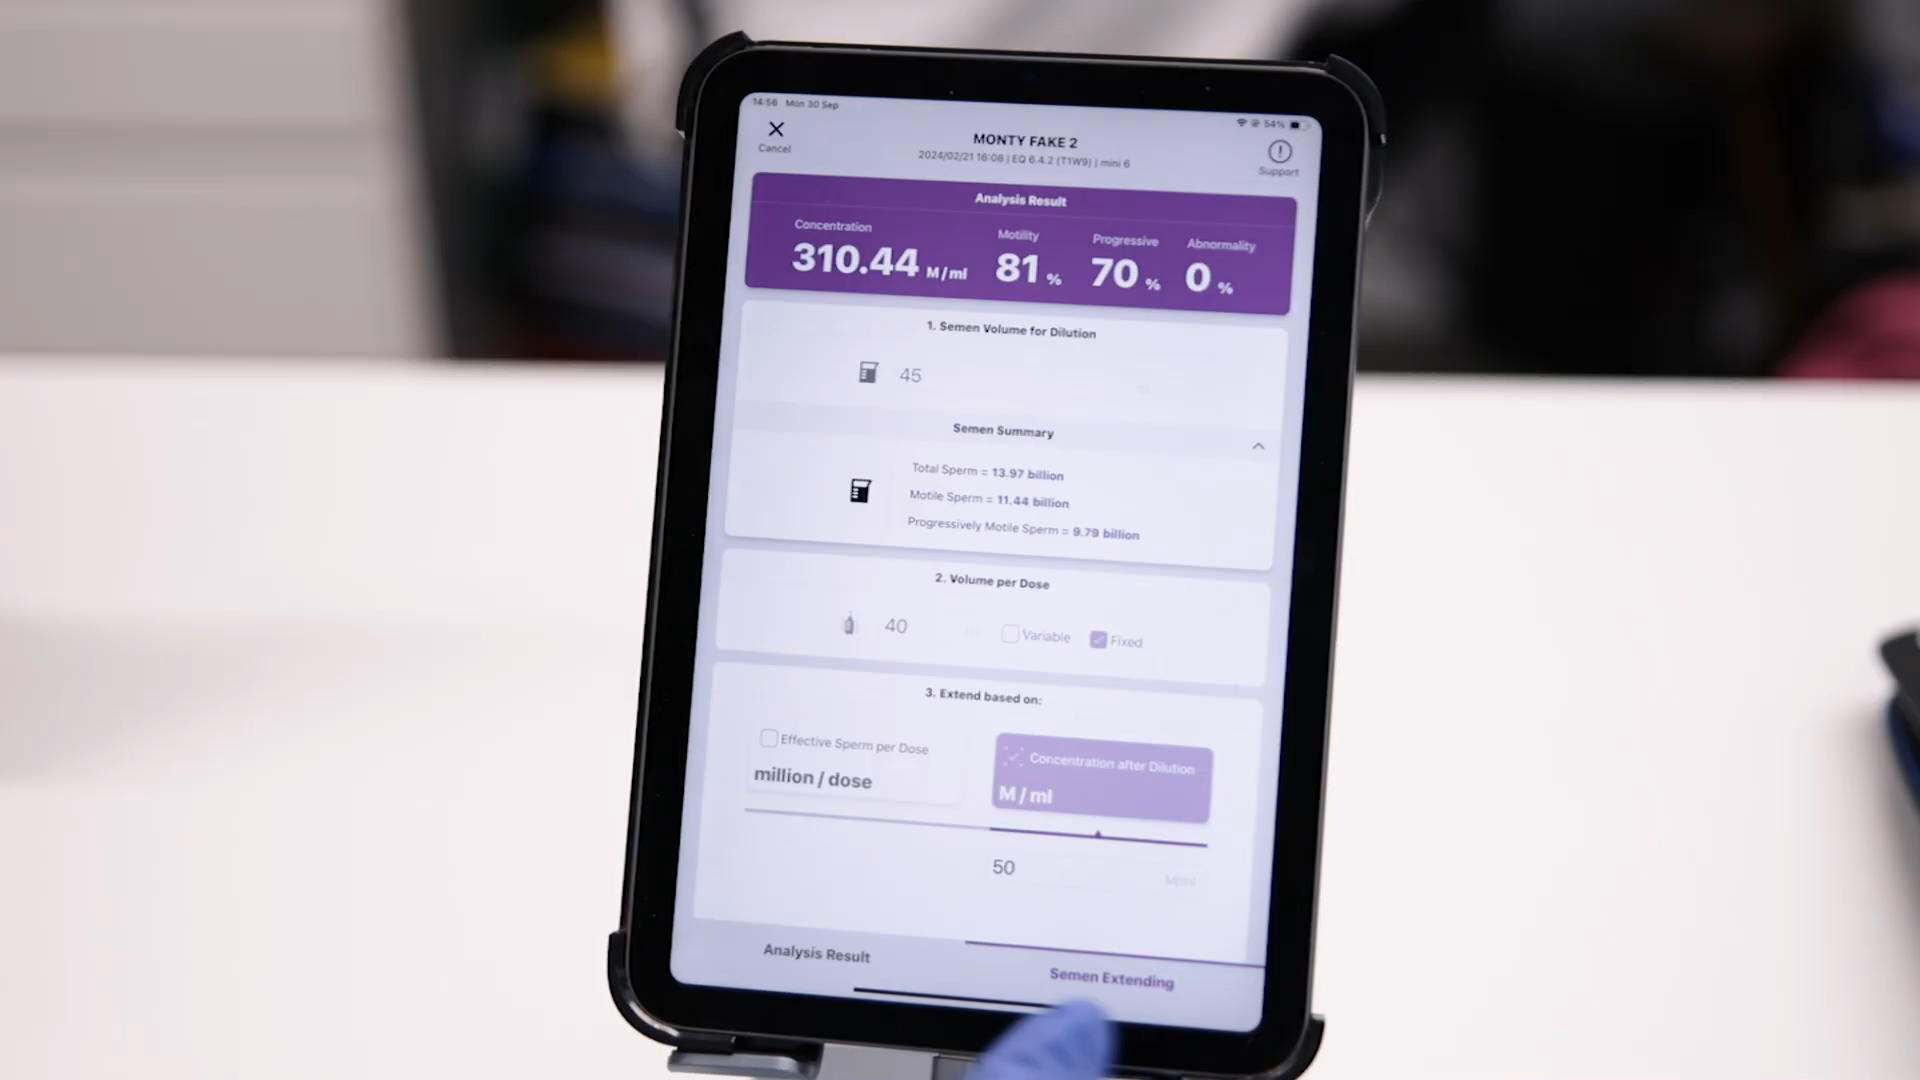 14:56 Mon 30 Sep
54%
Cancel
MONTY FAKE 2
2024/02/21 16:08 | EQ 6.4.2 (T1W9) | mini 6
Support
Analysis Result
Concentration Motility Progressive Abnormality
310.44 M/ml 81 % 70 % 0 %
1. Semen Volume for Dilution
45
Semen Summary
Total Sperm = 13.97 billion
Motile Sperm = 11.44 billion
Progressively Motile Sperm = 9.79 billion
2. Volume per Dose
40 Variable Fixed
3. Extend based on:
Effective Sperm per Dose Concentration after Dilution
million / dose M / ml
50 M/ml
Analysis Result Semen Extending